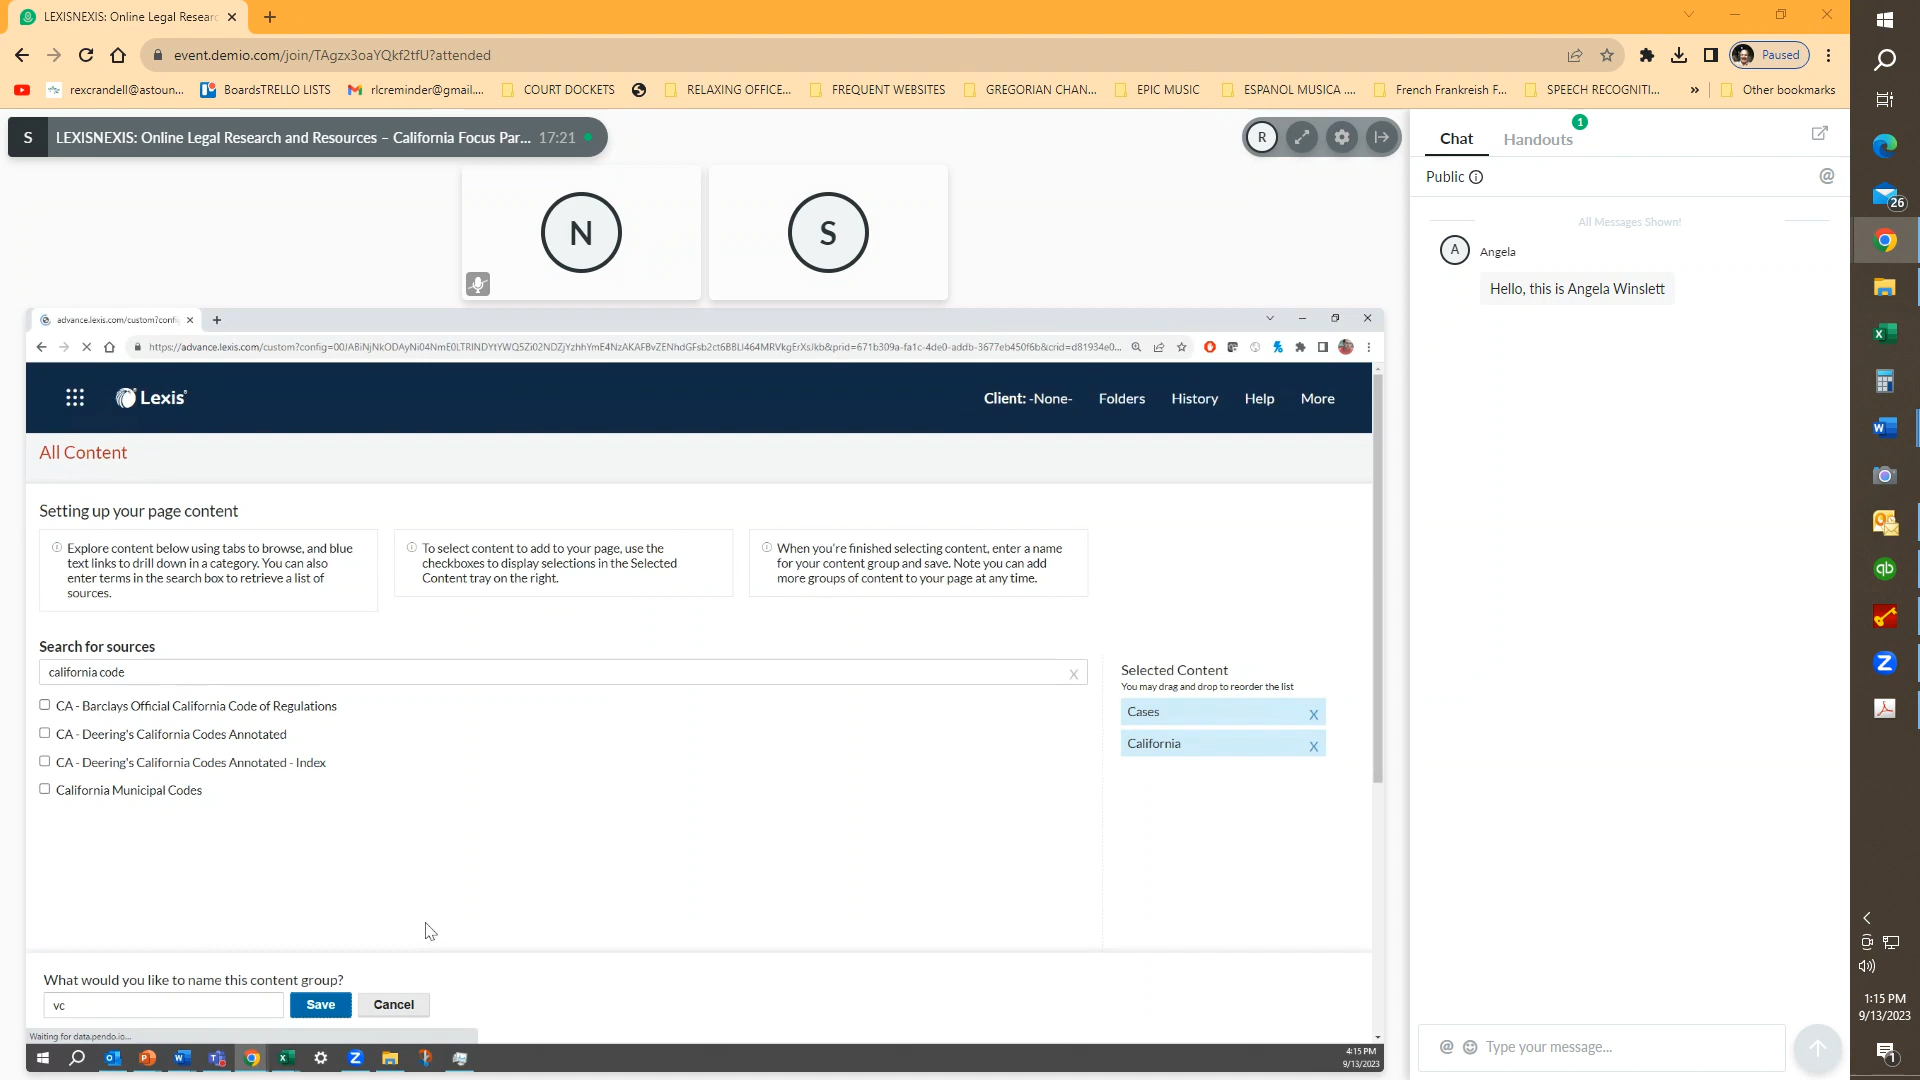 LEXISNEXIS: Online Legal Researc
event.demio.com/join/TAgzx3oaYQkf2tfU?attended
Paused
rexcrandell@astoun...
BoardsTRELLO LISTS
rlcreminder@gmail....
COURT DOCKETS
RELAXING OFFICE...
FREQUENT WEBSITES
GREGORIAN CHAN...
EPIC MUSIC
ESPANOL MUSICA ....
French Frankreish F...
SPEECH RECOGNITI...
»
Other bookmarks
S
LEXISNEXIS: Online Legal Research and Resources – California Focus Par... 17:21
R
Chat
Handouts
1
Public
@
All Messages Shown!
A
Angela
Hello, this is Angela Winslett
N
S
advance.lexis.com/custom?confi
Lexis
Client: -None-
Folders
History
Help
More
All Content
Setting up your page content
Explore content below using tabs to browse, and blue
text links to drill down in a category. You can also
enter terms in the search box to retrieve a list of
sources.
To select content to add to your page, use the
checkboxes to display selections in the Selected
Content tray on the right.
When you're finished selecting content, enter a name
for your content group and save. Note you can add
more groups of content to your page at any time.
Search for sources
california code
X
CA - Barclays Official California Code of Regulations
CA - Deering's California Codes Annotated
CA - Deering's California Codes Annotated - Index
California Municipal Codes
Selected Content
You may drag and drop to reorder the list
Cases
X
California
X
What would you like to name this content group?
vc
Save
Cancel
Waiting for data.pendo.io...
4:15 PM
9/13/2023
@
Type your message...
26
1:15 PM
9/13/2023
1